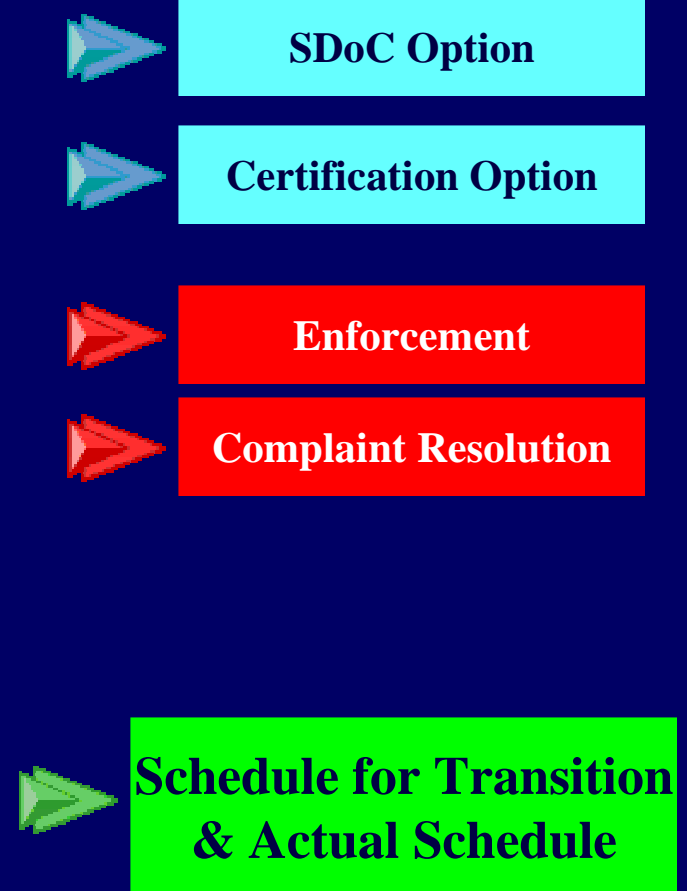 SDoC Option
Certification Option
Enforcement
Complaint Resolution
Schedule for Transition
& Actual Schedule